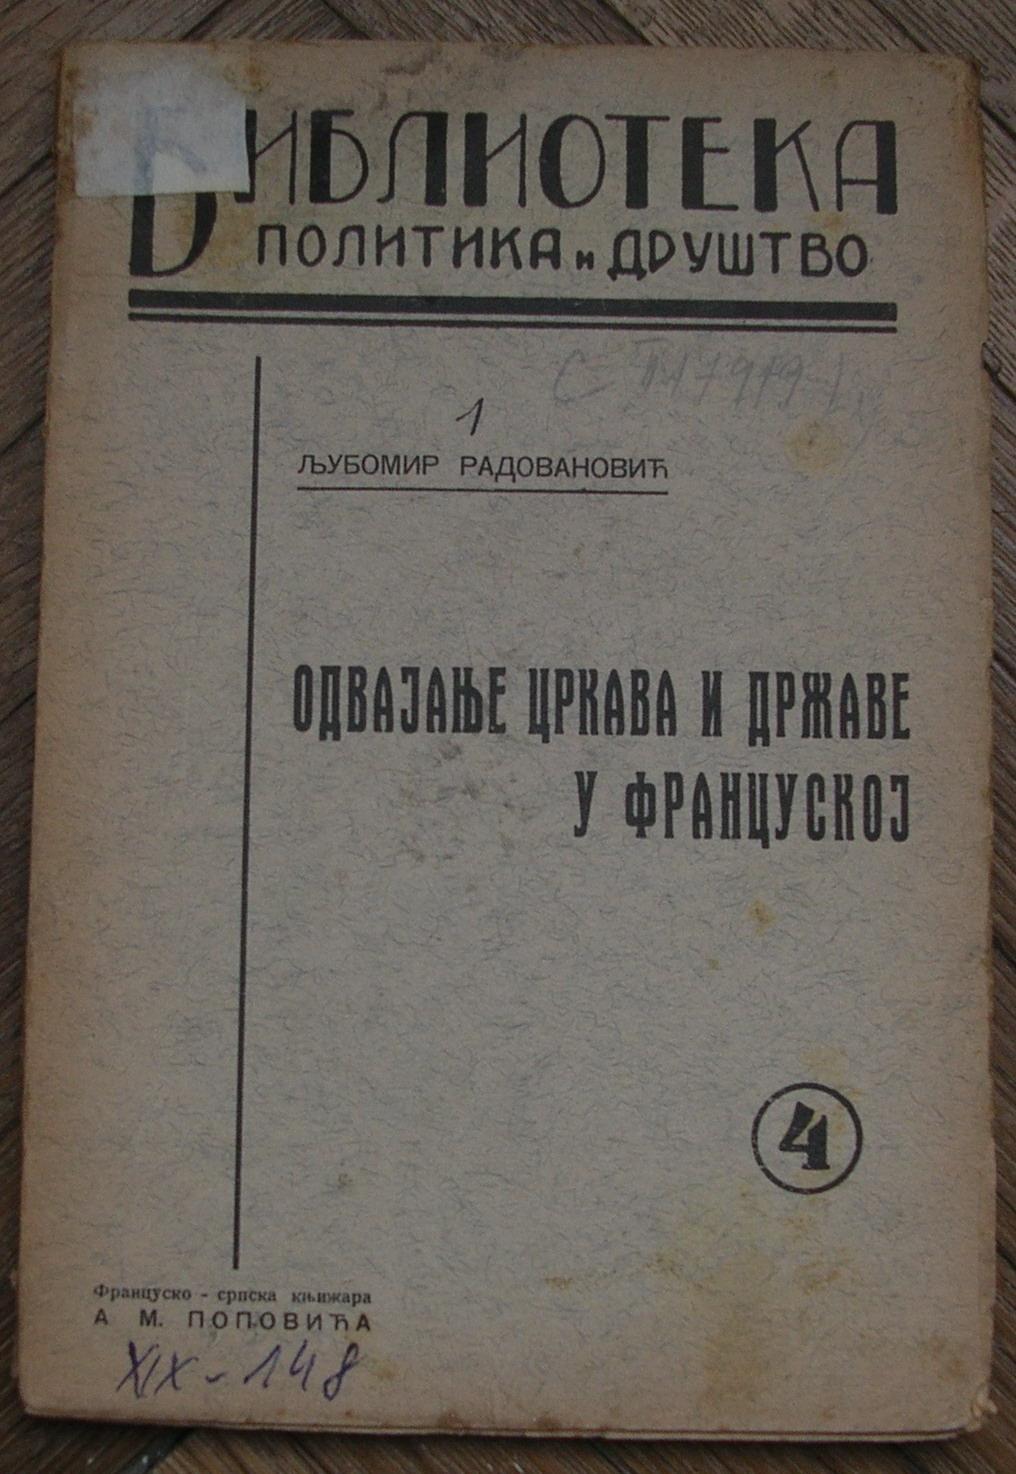 БИБЛИОТЕКА
ПОЛИТИКА и ДРУШТВО
1
ЉУБОМИР РАДОВАНОВИЋ
ОДВАЈАЊЕ ЦРКАВА И ДРЖАВЕ
У ФРАНЦУСКОЈ
4
Француско - српска књижара
А М. ПОПОВИЋА
XIX - 148